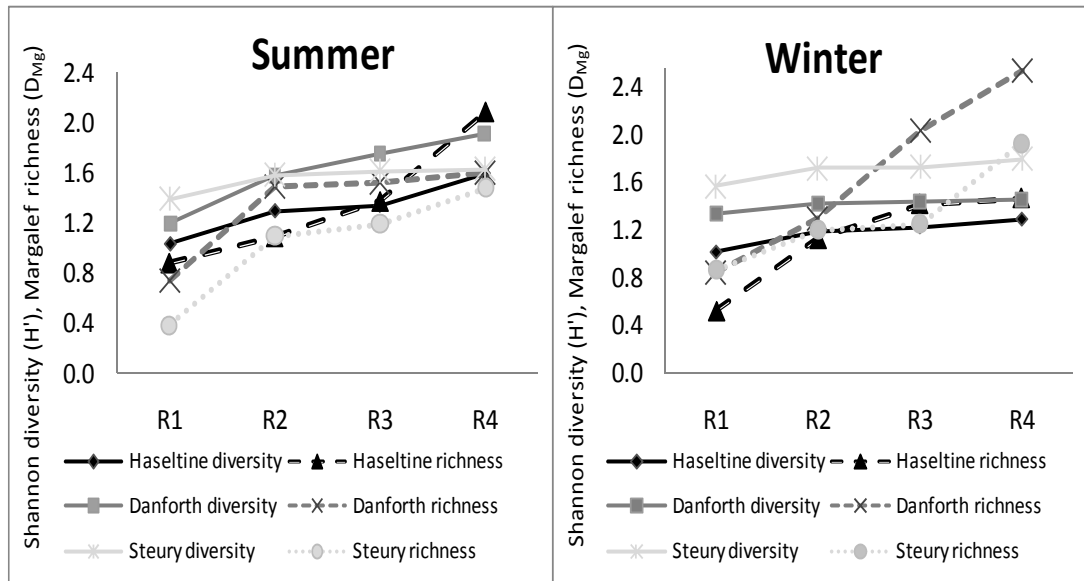 Summer
Shannon diversity (H'), Margalef richness (DMg)
2.4
2.0
1.6
1.2
0.8
0.4
0.0
R1 R2 R3 R4
Haseltine diversity Haseltine richness
Danforth diversity Danforth richness
Steury diversity Steury richness
Winter
Shannon diversity (H'), Margalef richness (DMg)
2.4
2.0
1.6
1.2
0.8
0.4
0.0
R1 R2 R3 R4
Haseltine diversity Haseltine richness
Danforth diversity Danforth richness
Steury diversity Steury richness